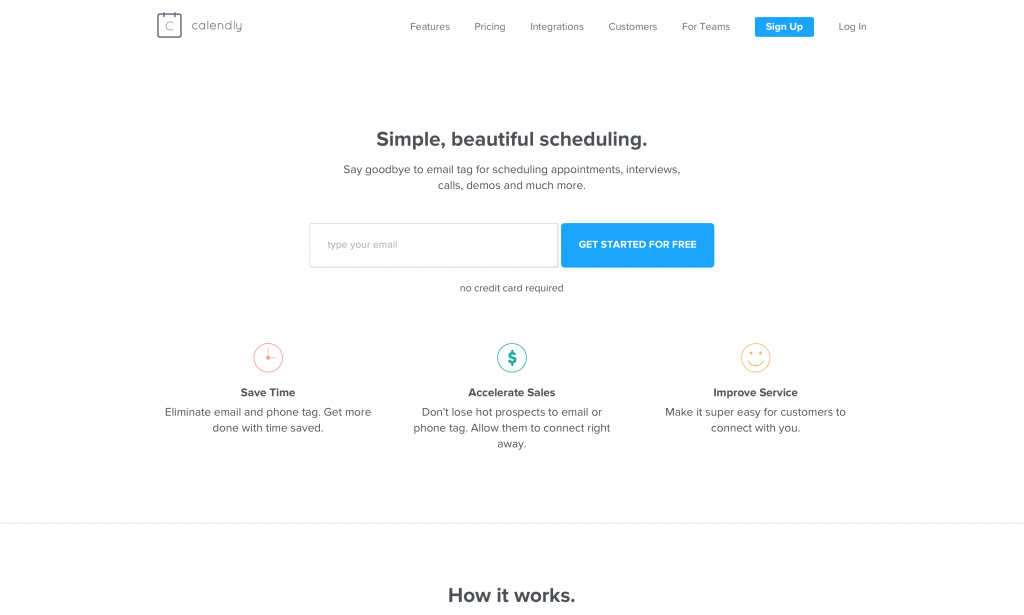 C calendly
Features Pricing Integrations Customers For Teams Sign Up Log In
Simple, beautiful scheduling.
Say goodbye to email tag for scheduling appointments, interviews,
calls, demos and much more.
type your email GET STARTED FOR FREE
no credit card required
$
Save Time
Eliminate email and phone tag. Get more
done with time saved.
Accelerate Sales
Don't lose hot prospects to email or
phone tag. Allow them to connect right
away.
Improve Service
Make it super easy for customers to
connect with you.
How it works.